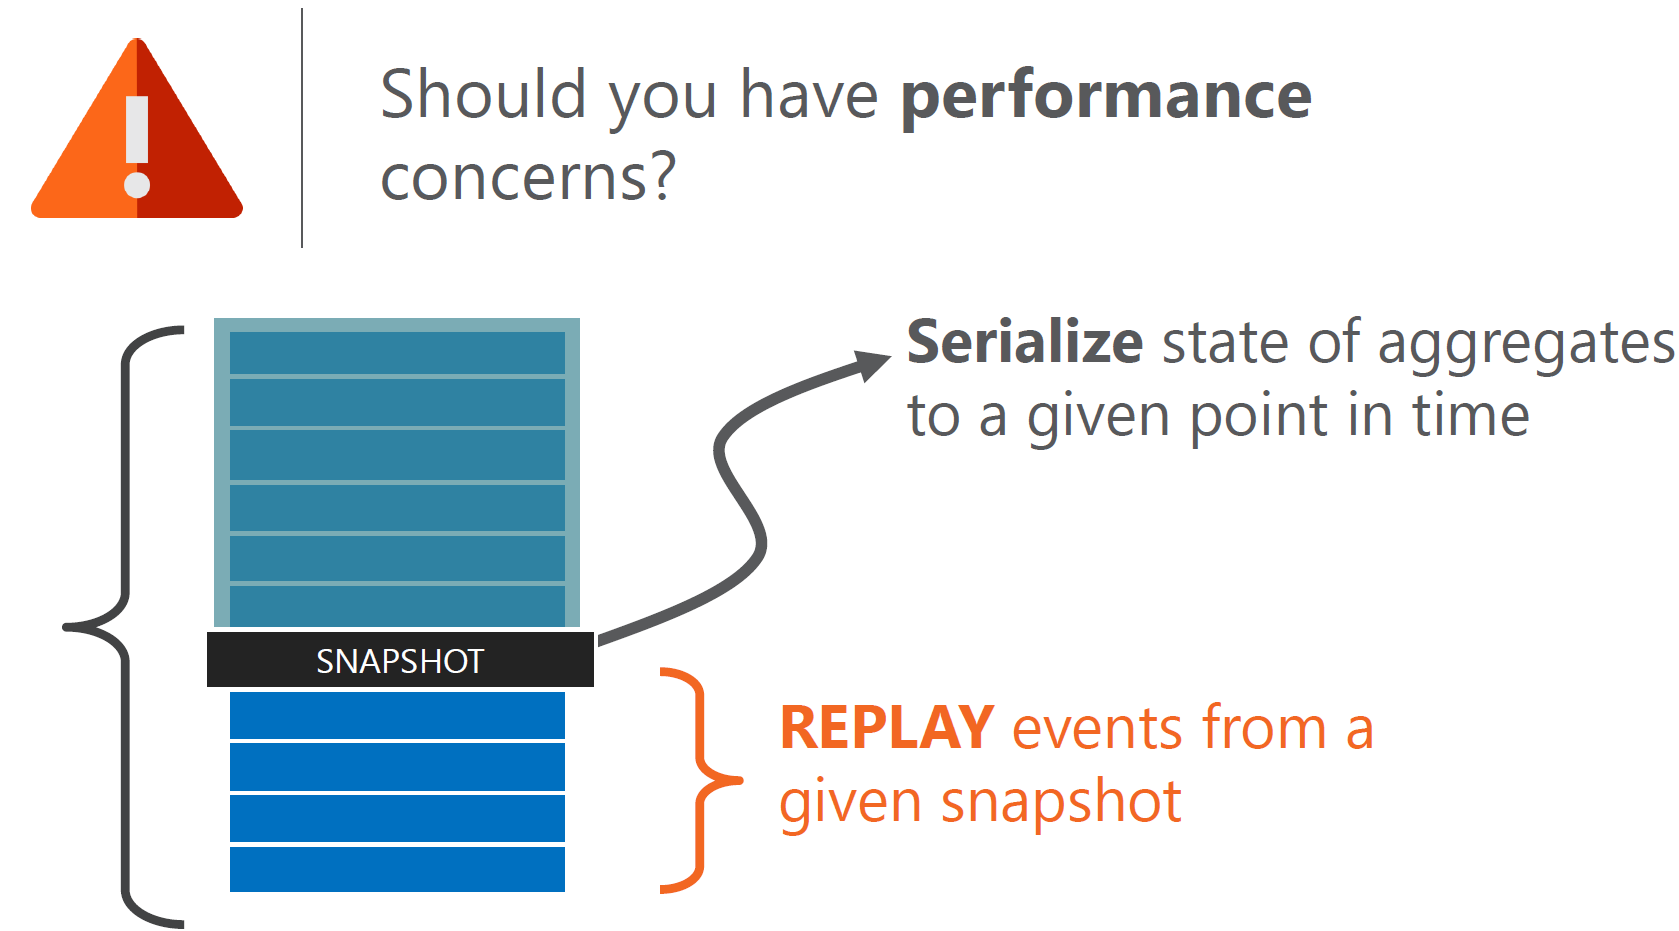 Should you have performance
concerns?
Serialize state of aggregates
to a given point in time
SNAPSHOT
REPLAY events from a
given snapshot